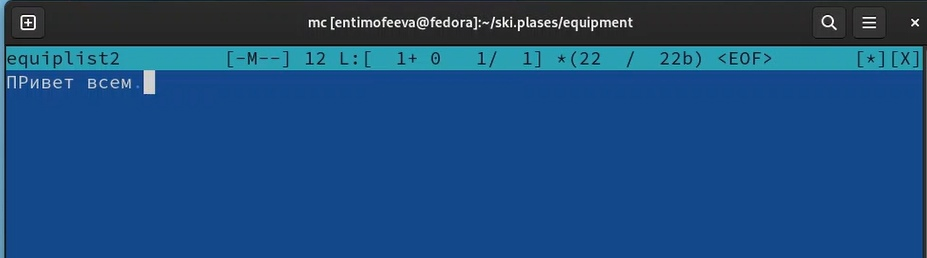 mc [entimofeeva@fedora]:~/ski.plases/equipment
equiplist2 [-M--] 12 L:[ 1+ 0 1/ 1] *(22 / 22b) <EOF> [*][X]
ПРивет всем.